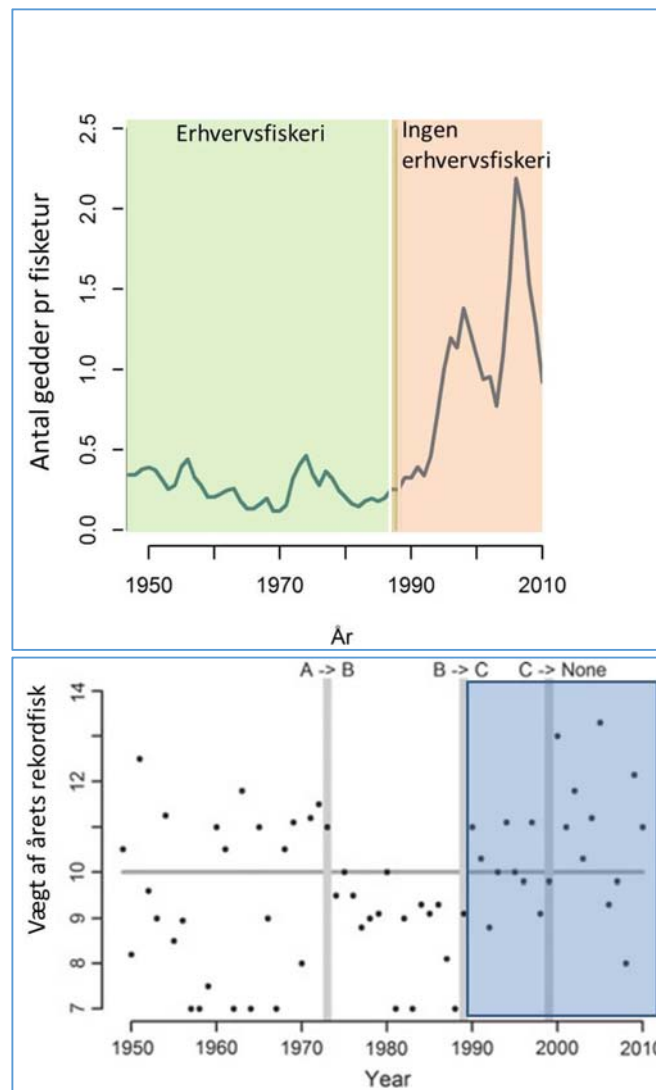 Erhvervsfiskeri
Ingen
erhvervsfiskeri
Antal gedder pr fisketur
2.5
2.0
1.5
1.0
0.5
0.0
1950
1970
1990
2010
År
A -> B
B -> C
C -> None
Vægt af årets rekordfisk
14
12
11
10
9
8
7
1950
1960
1970
1980
1990
2000
2010
Year